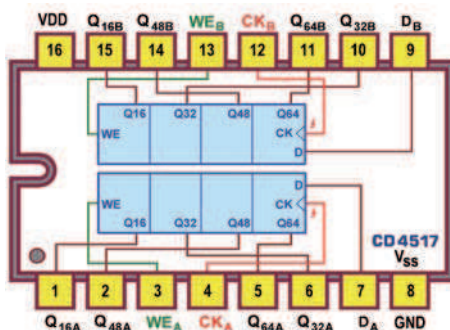 VDD Q16B Q48B WEB CKB Q64B Q32B DB
16 15 14 13 12 11 10 9
Q16 Q32 Q48 Q64
WE CK
D
D
WE CK
Q16 Q32 Q48 Q64
CD4517
VSS
1 2 3 4 5 6 7 8
Q16A Q48A WEA CKA Q64A Q32A DA GND